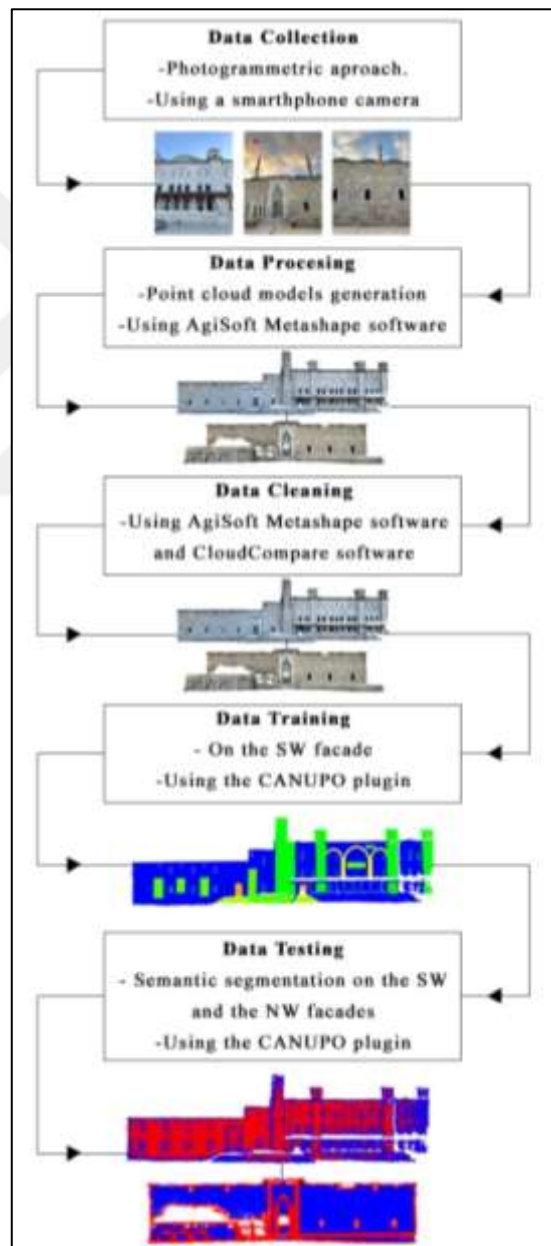 Data Collection
-Photogrammetric aproach.
-Using a smarthphone camera
Data Procesing
-Point cloud models generation
-Using AgiSoft Metashape software
Data Cleaning
-Using AgiSoft Metashape software
and CloudCompare software
Data Training
- On the SW facade
-Using the CANUPO plugin
Data Testing
- Semantic segmentation on the SW
and the NW facades
-Using the CANUPO plugin